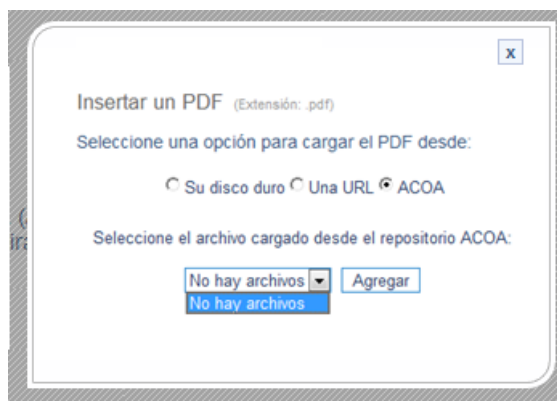 x
Insertar un PDF (Extensión: .pdf)
Seleccione una opción para cargar el PDF desde:
Su disco duro Una URL ACOA
Seleccione el archivo cargado desde el repositorio ACOA:
No hay archivos Agregar
No hay archivos